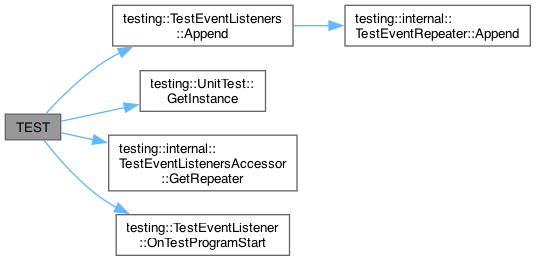 TEST
testing::TestEventListeners
::Append
testing::internal::
TestEventRepeater::Append
testing::UnitTest::
GetInstance
testing::internal::
TestEventListenersAccessor
::GetRepeater
testing::TestEventListener
::OnTestProgramStart